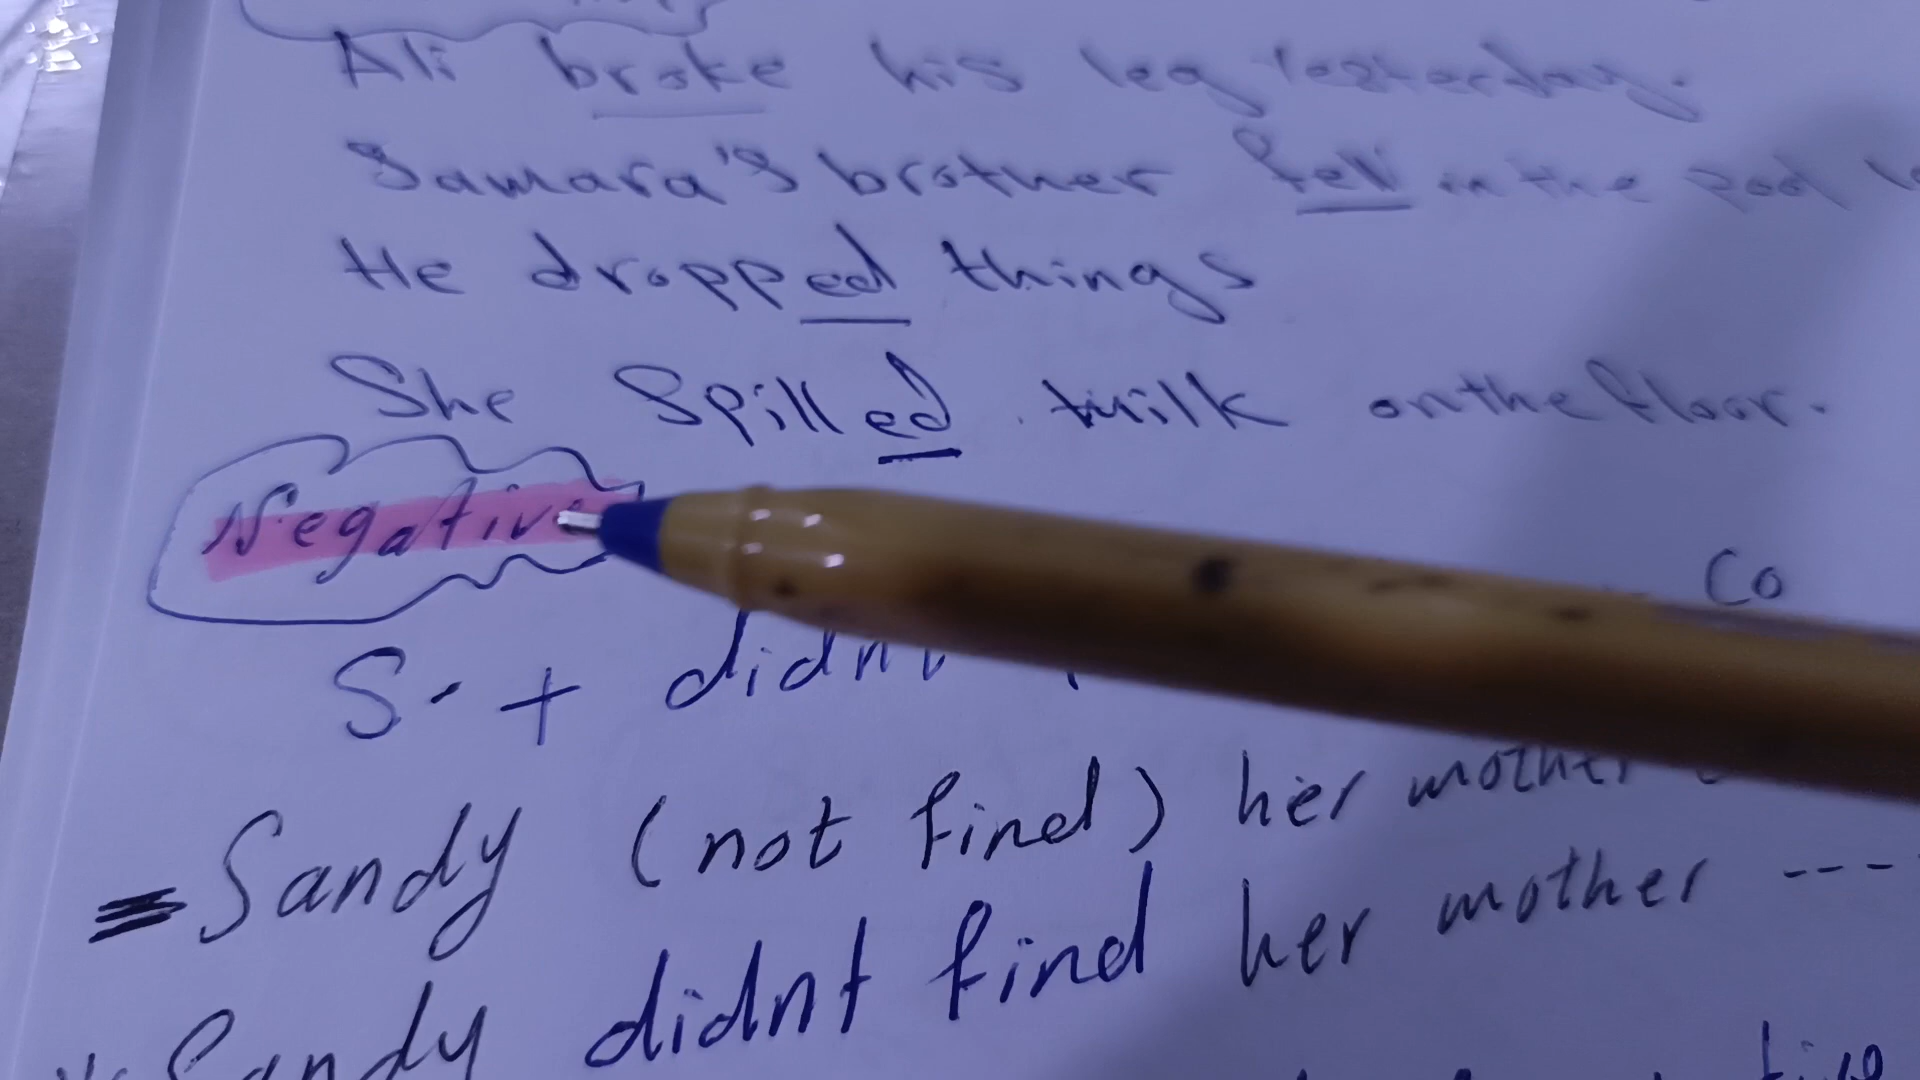 Ali broke his leg Yesterday.
Samara's brother fell in the pool
He dropped things
She Spilled milk on the floor.
Negative
Co
S. + didn't
= Sandy (not find) her mother
Sandy didnt find her mother ----